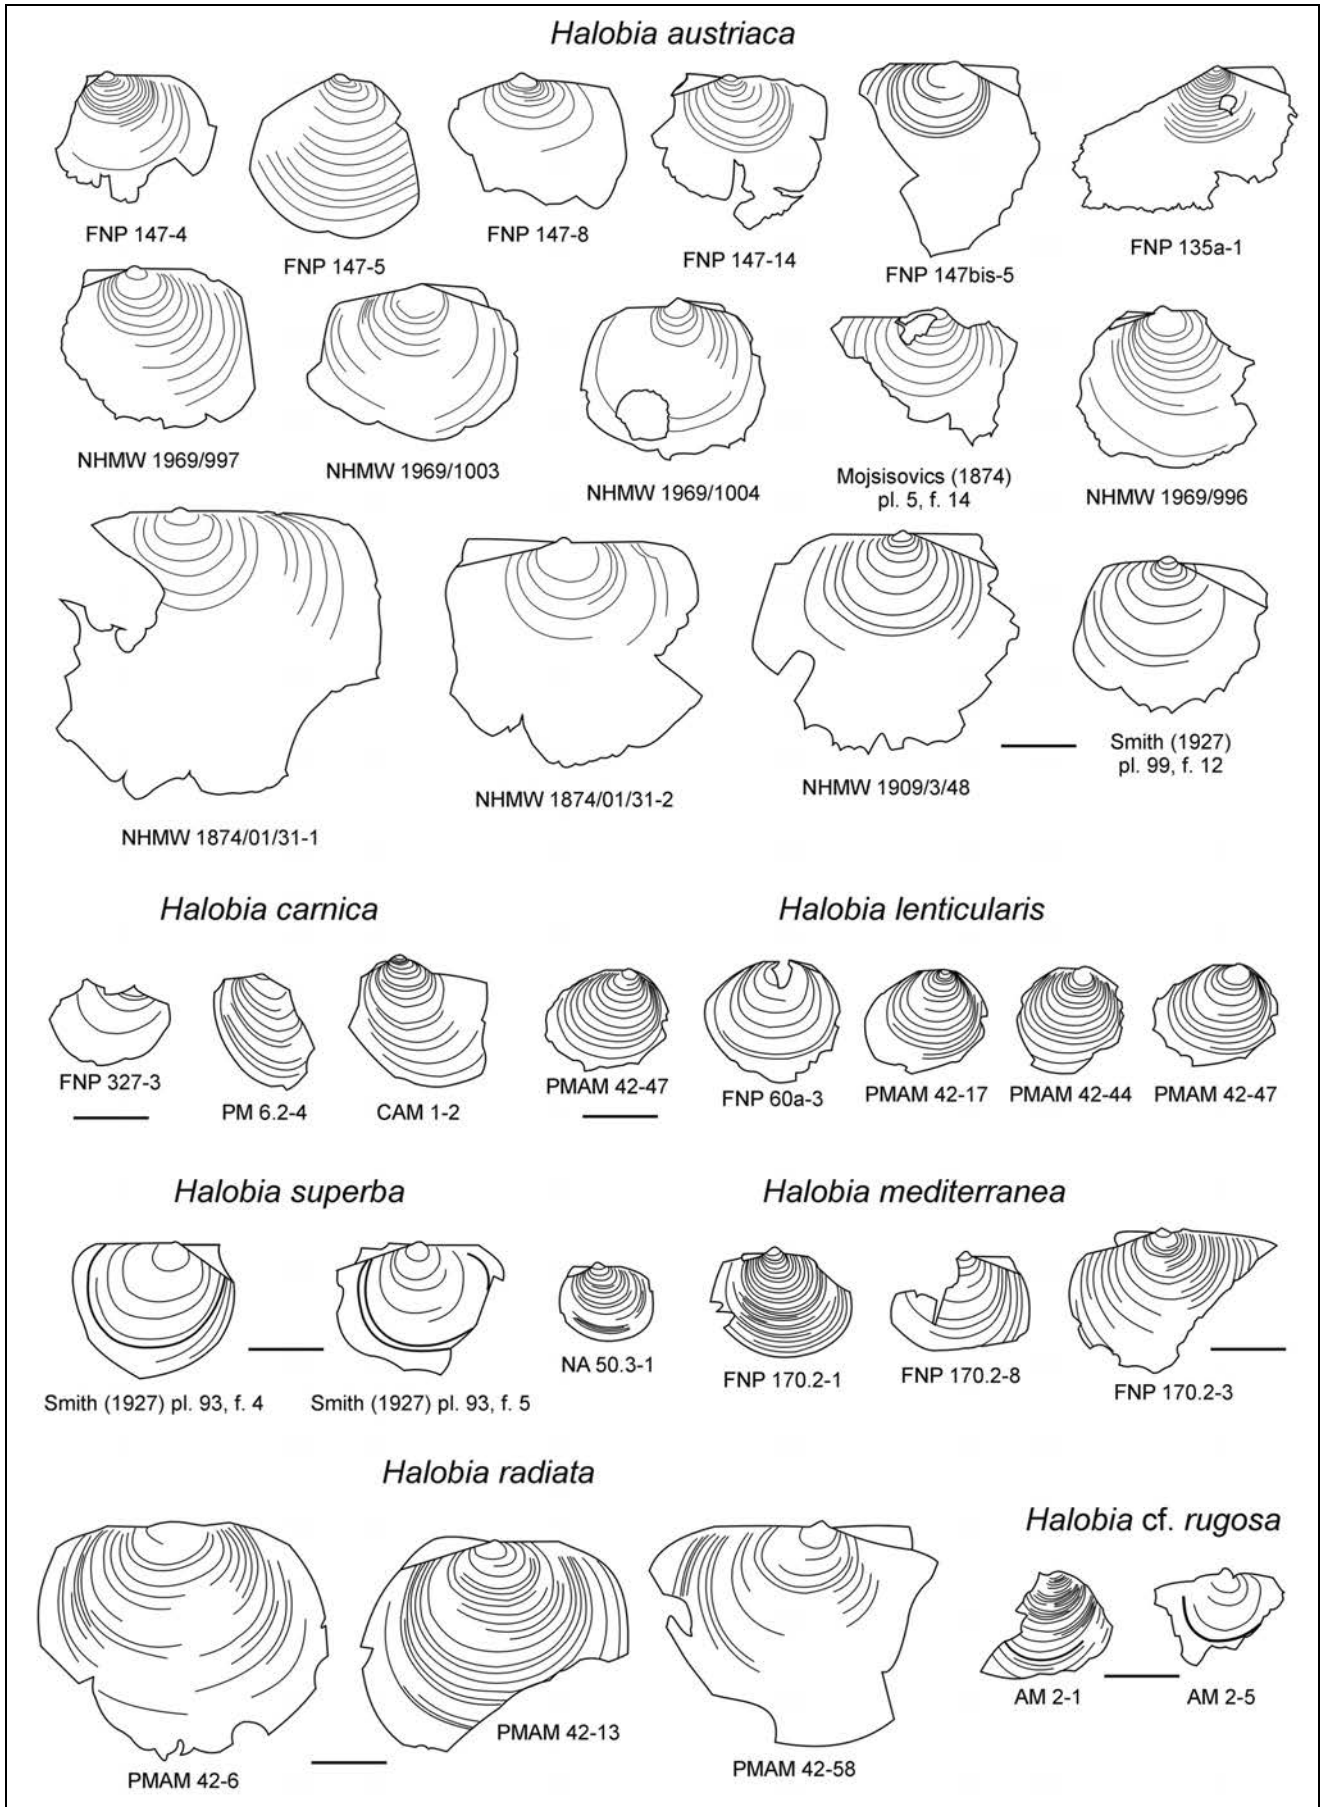 Halobia austriaca
FNP 147-4
FNP 147-5
FNP 147-8
FNP 147-14
FNP 147bis-5
FNP 135a-1
NHMW 1969/997
NHMW 1969/1003
NHMW 1969/1004
Mojsisovics (1874)
pl. 5, f. 14
NHMW 1969/996
NHMW 1874/01/31-1
NHMW 1874/01/31-2
NHMW 1909/3/48
Smith (1927)
pl. 99, f. 12
Halobia carnica
FNP 327-3
PM 6.2-4
CAM 1-2
Halobia lenticularis
PMAM 42-47
FNP 60a-3
PMAM 42-17
PMAM 42-44
PMAM 42-47
Halobia superba
Smith (1927) pl. 93, f. 4
Smith (1927) pl. 93, f. 5
Halobia mediterranea
NA 50.3-1
FNP 170.2-1
FNP 170.2-8
FNP 170.2-3
Halobia radiata
PMAM 42-6
PMAM 42-13
PMAM 42-58
Halobia cf. rugosa
AM 2-1
AM 2-5